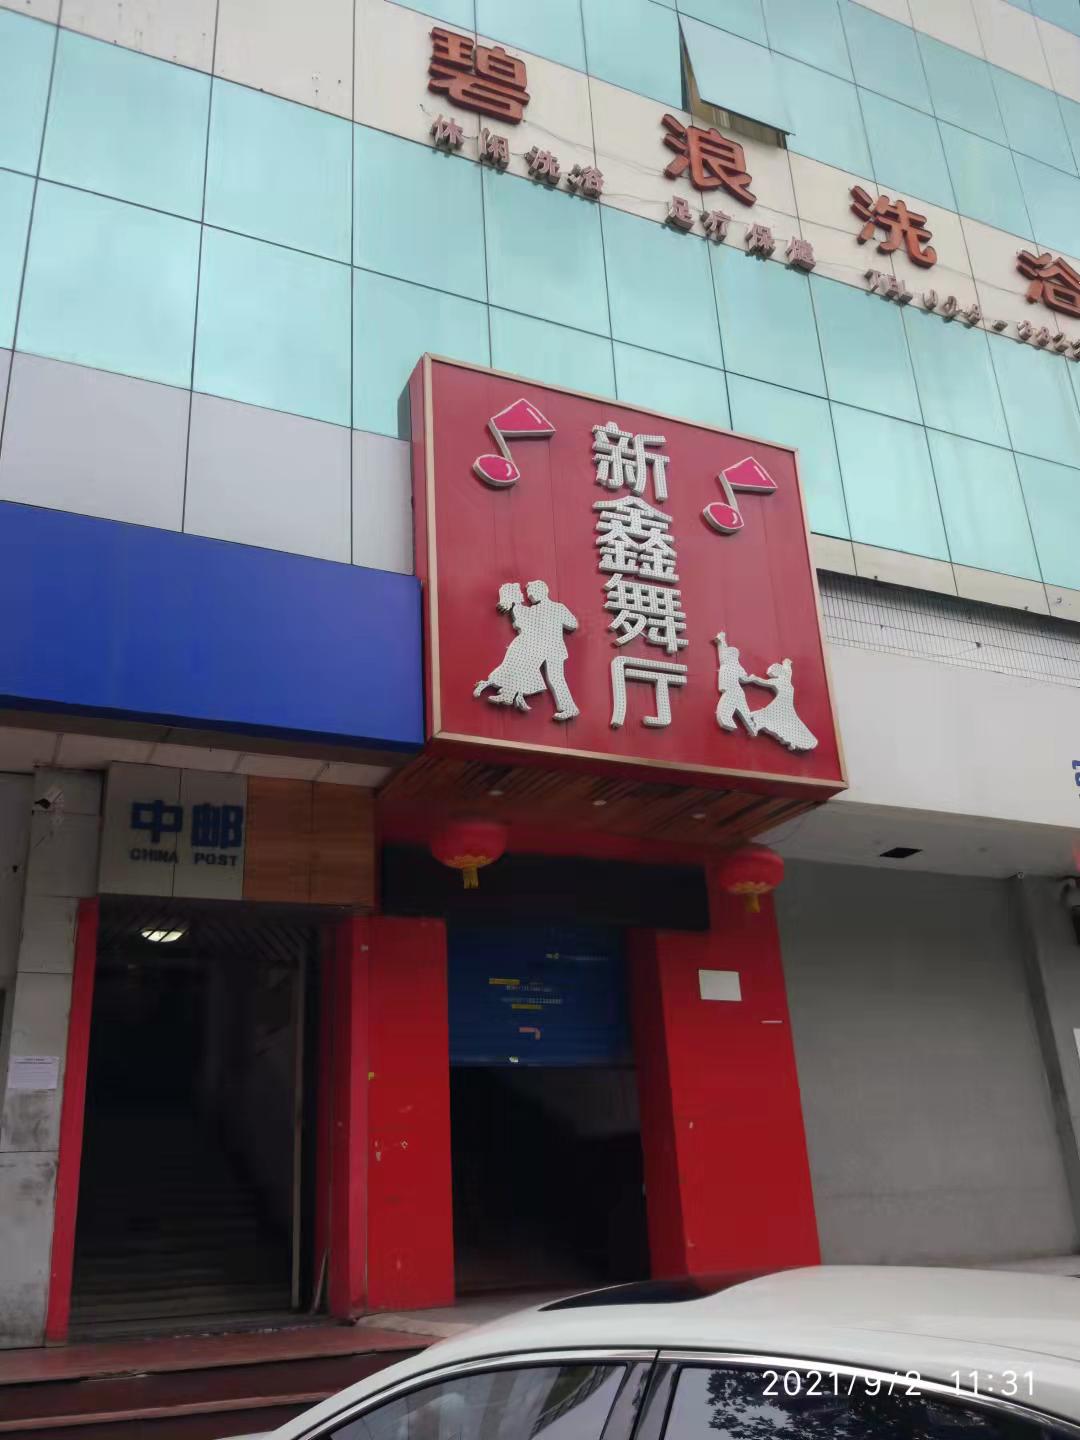 碧浪洗浴
休闲洗浴 足疗保健
新鑫舞厅
中邮
CHINA POST
2021/9/2 11:31